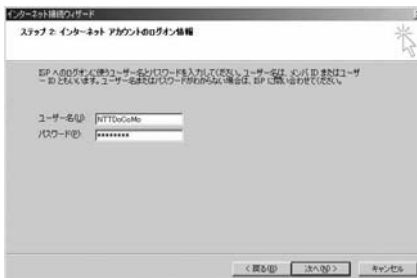 インターネット接続ウィザード
ステップ 2: インターネット アカウントのログオン情報
ISP へのログオンに使うユーザー名とパスワードを入力してください。ユーザー名は、メンバ ID またはユーザ
ー ID ともいいます。ユーザー名またはパスワードがわからない場合は、ISP に問い合わせてください。
ユーザー名(U): NTTDoCoMo
パスワード(P): ********
< 戻る(B) 次へ(N) > キャンセル